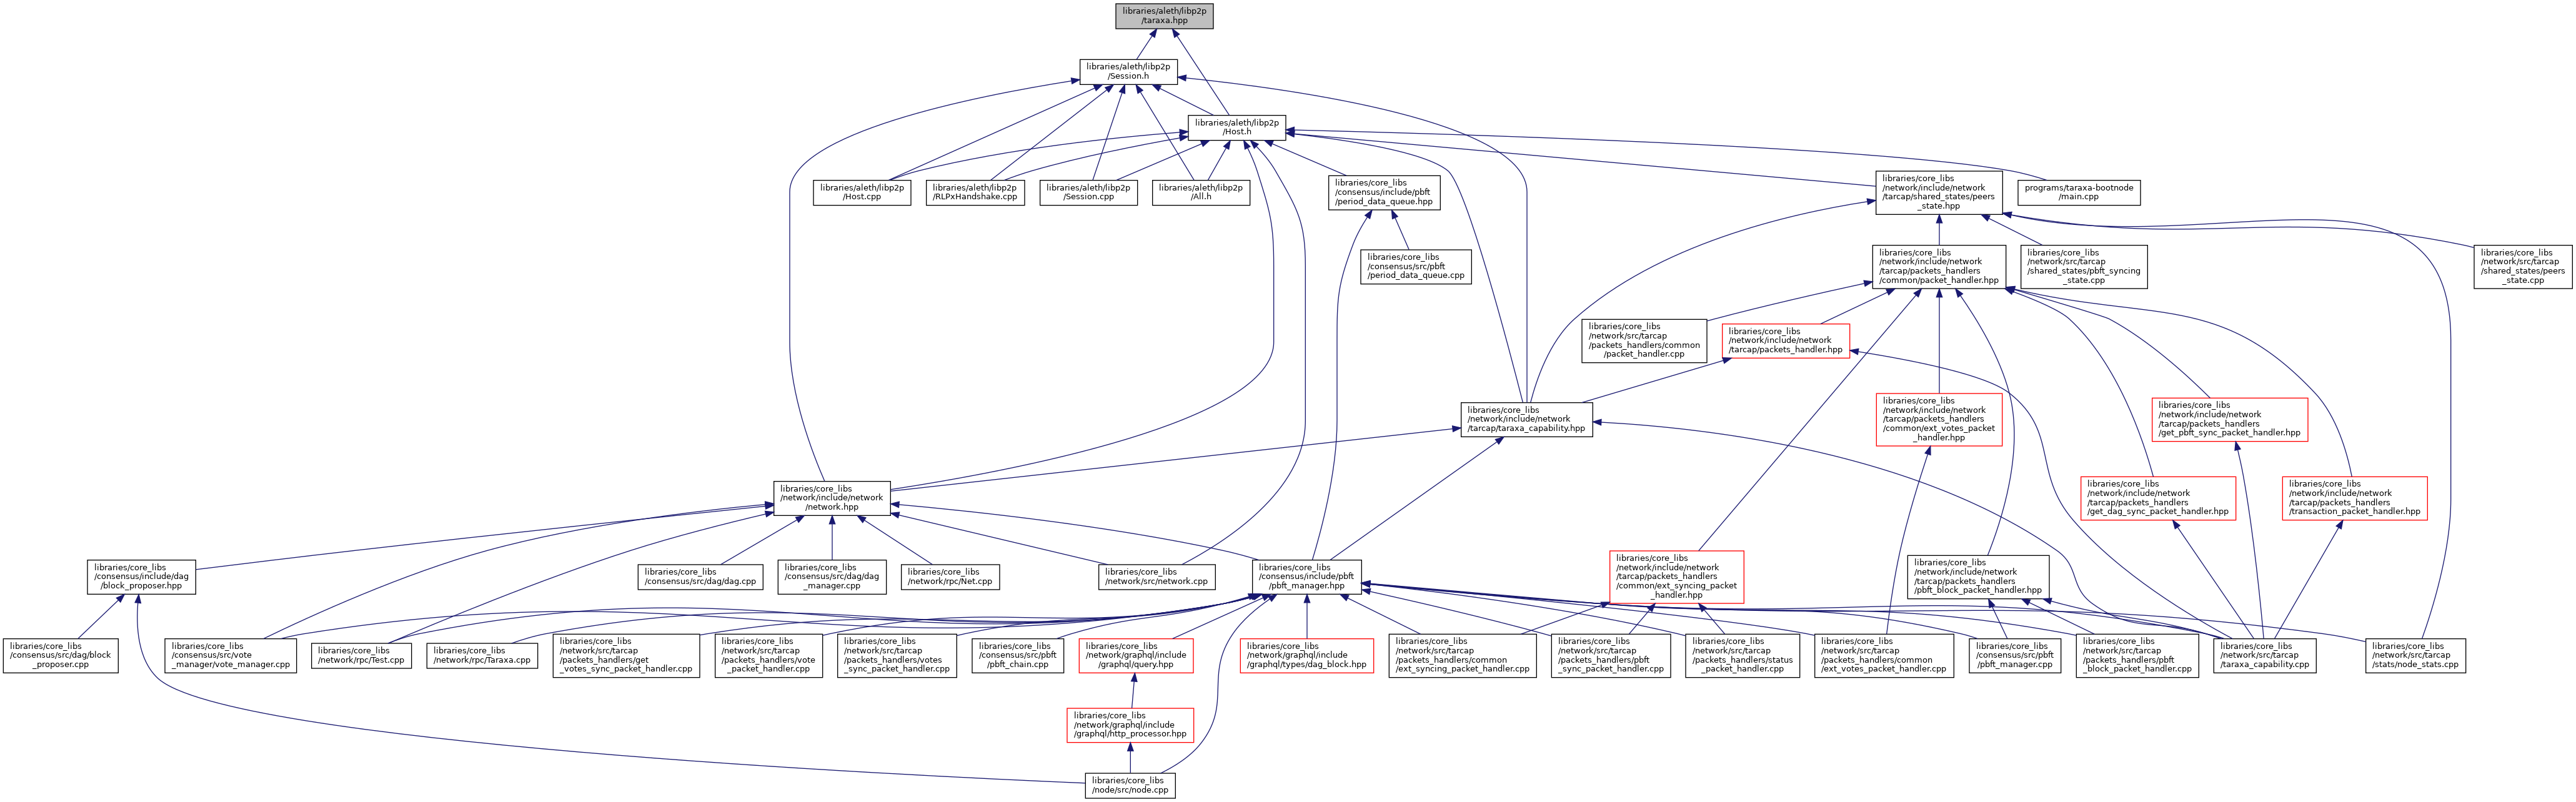 libraries/aleth/libp2p
/taraxa.hpp
libraries/aleth/libp2p
/Session.h
libraries/aleth/libp2p
/Host.h
libraries/aleth/libp2p
/Host.cpp
libraries/aleth/libp2p
/RLPxHandshake.cpp
libraries/aleth/libp2p
/Session.cpp
libraries/aleth/libp2p
/All.h
libraries/core_libs
/consensus/include/pbft
/period_data_queue.hpp
libraries/core_libs
/network/include/network
/tarcap/shared_states/peers
_state.hpp
programs/taraxa-bootnode
/main.cpp
libraries/core_libs
/consensus/src/pbft
/period_data_queue.cpp
libraries/core_libs
/network/include/network
/tarcap/packets_handlers
/common/packet_handler.hpp
libraries/core_libs
/network/src/tarcap
/shared_states/pbft_syncing
_state.cpp
libraries/core_libs
/network/src/tarcap
/shared_states/peers
_state.cpp
libraries/core_libs
/network/src/tarcap
/packets_handlers/common
/packet_handler.cpp
libraries/core_libs
/network/include/network
/tarcap/packets_handler.hpp
libraries/core_libs
/network/include/network
/tarcap/taraxa_capability.hpp
libraries/core_libs
/network/include/network
/tarcap/packets_handlers
/common/ext_votes_packet
_handler.hpp
libraries/core_libs
/network/include/network
/tarcap/packets_handlers
/get_pbft_sync_packet_handler.hpp
libraries/core_libs
/network/include/network
/network.hpp
libraries/core_libs
/network/include/network
/tarcap/packets_handlers
/get_dag_sync_packet_handler.hpp
libraries/core_libs
/network/include/network
/tarcap/packets_handlers
/transaction_packet_handler.hpp
libraries/core_libs
/consensus/include/dag
/block_proposer.hpp
libraries/core_libs
/consensus/src/dag/dag.cpp
libraries/core_libs
/consensus/src/dag/dag
_manager.cpp
libraries/core_libs
/network/rpc/Net.cpp
libraries/core_libs
/network/src/network.cpp
libraries/core_libs
/consensus/include/pbft
/pbft_manager.hpp
libraries/core_libs
/network/include/network
/tarcap/packets_handlers
/common/ext_syncing_packet
_handler.hpp
libraries/core_libs
/network/include/network
/tarcap/packets_handlers
/pbft_block_packet_handler.hpp
libraries/core_libs
/consensus/src/dag/block
_proposer.cpp
libraries/core_libs
/consensus/src/vote
_manager/vote_manager.cpp
libraries/core_libs
/network/rpc/Test.cpp
libraries/core_libs
/network/rpc/Taraxa.cpp
libraries/core_libs
/network/src/tarcap
/packets_handlers/get
_votes_sync_packet_handler.cpp
libraries/core_libs
/network/src/tarcap
/packets_handlers/vote
_packet_handler.cpp
libraries/core_libs
/network/src/tarcap
/packets_handlers/votes
_sync_packet_handler.cpp
libraries/core_libs
/consensus/src/pbft
/pbft_chain.cpp
libraries/core_libs
/network/graphql/include
/graphql/query.hpp
libraries/core_libs
/network/graphql/include
/graphql/types/dag_block.hpp
libraries/core_libs
/network/src/tarcap
/packets_handlers/common
/ext_syncing_packet_handler.cpp
libraries/core_libs
/network/src/tarcap
/packets_handlers/pbft
_sync_packet_handler.cpp
libraries/core_libs
/network/src/tarcap
/packets_handlers/status
_packet_handler.cpp
libraries/core_libs
/network/src/tarcap
/packets_handlers/common
/ext_votes_packet_handler.cpp
libraries/core_libs
/consensus/src/pbft
/pbft_manager.cpp
libraries/core_libs
/network/src/tarcap
/packets_handlers/pbft
_block_packet_handler.cpp
libraries/core_libs
/network/src/tarcap
/taraxa_capability.cpp
libraries/core_libs
/network/src/tarcap
/stats/node_stats.cpp
libraries/core_libs
/network/graphql/include
/graphql/http_processor.hpp
libraries/core_libs
/node/src/node.cpp